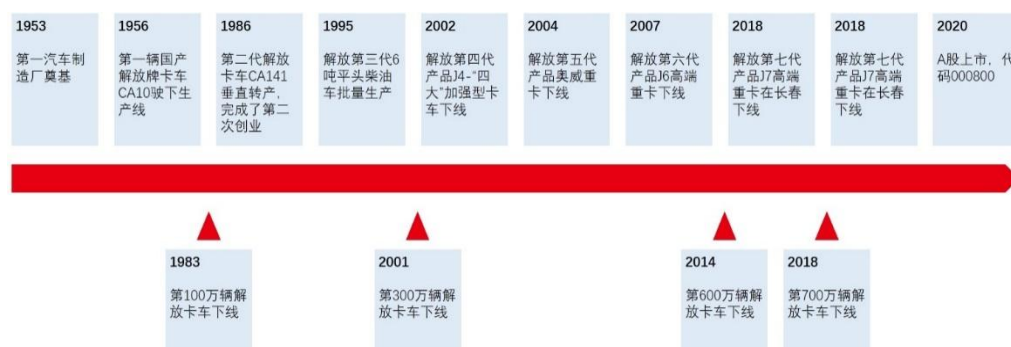 1953
第一汽车制
造厂奠基
1956
第一辆国产
解放牌卡车
CA10驶下生
产线
1986
第二代解放
卡车CA141
垂直转产,
完成了第二
次创业
1995
解放第三代6
吨平头柴油
车批量生产
2002
解放第四代
产品J4-“四
大”加强型卡
车下线
2004
解放第五代
产品奥威重
卡下线
2007
解放第六代
产品J6高端
重卡下线
2018
解放第七代
产品J7高端
重卡在长春
下线
2018
解放第七代
产品J7高端
重卡在长春
下线
2020
A股上市，代
码000800
1983
第100万辆解
放卡车下线
2001
第300万辆解
放卡车下线
2014
第600万辆解
放卡车下线
2018
第700万辆解
放卡车下线